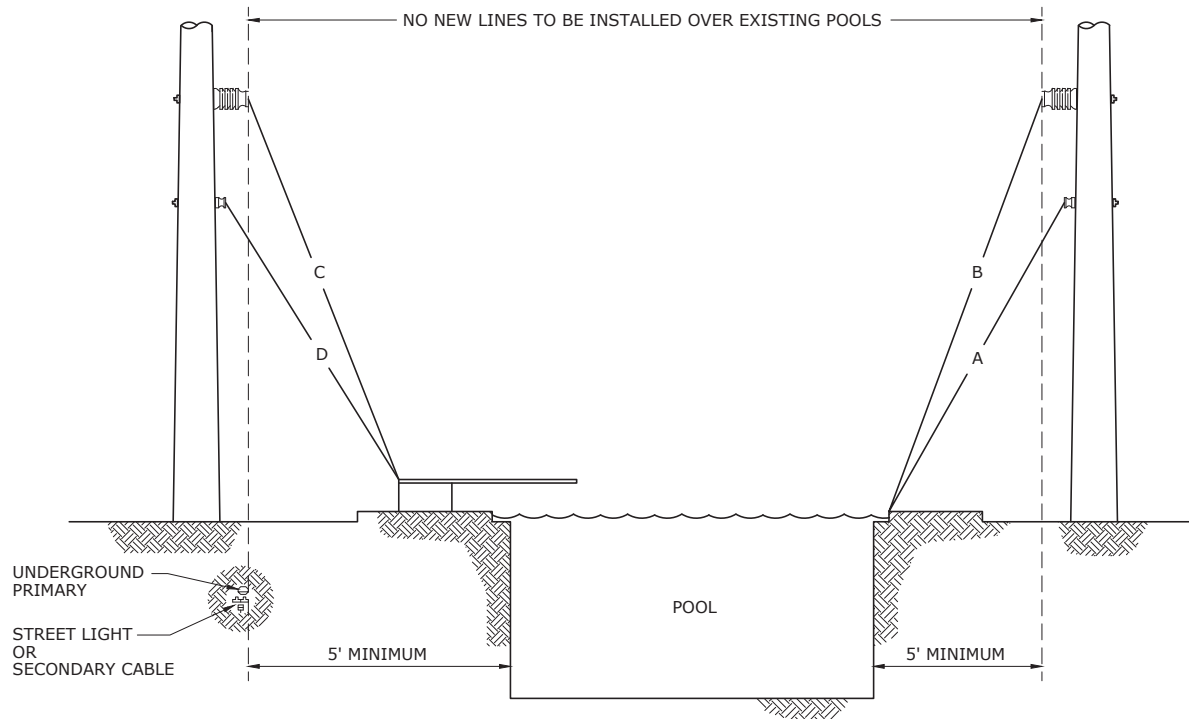 NO NEW LINES TO BE INSTALLED OVER EXISTING POOLS
C
B
D
A
UNDERGROUND
PRIMARY
STREET LIGHT
OR
SECONDARY CABLE
POOL
5' MINIMUM
5' MINIMUM